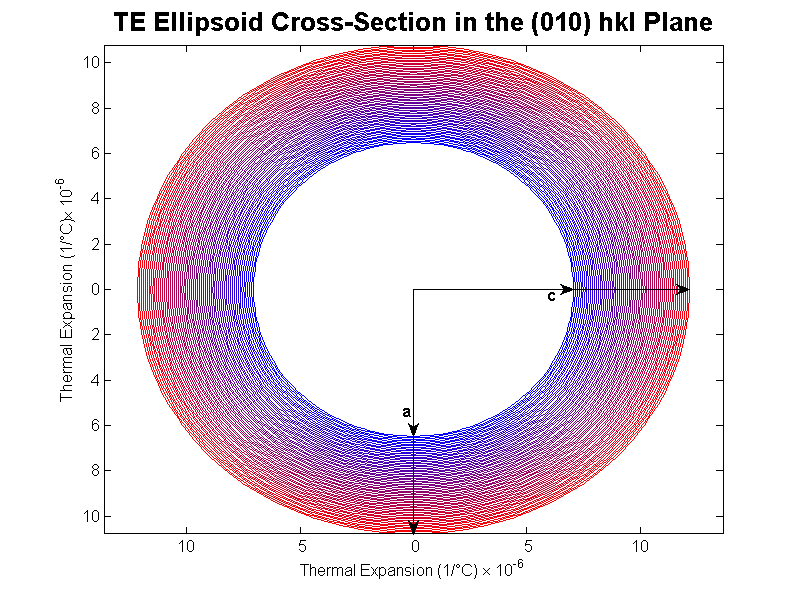 TE Ellipsoid Cross-Section in the (010) hkl Plane
10
8
6
4
2
0
2
4
6
8
10
Thermal Expansion (1/°C)× 10⁻⁶
c
a
10 5 0 5 10
Thermal Expansion (1/°C) × 10⁻⁶